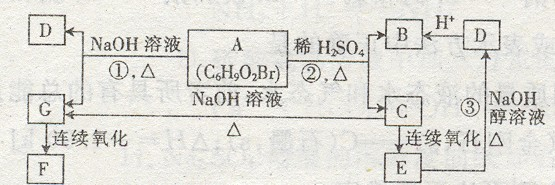 D
NaOH 溶液
①,△
A
(C₆H₉O₂Br)
稀 H₂SO₄
②,△
B
H⁺
D
NaOH 溶液
△
③
NaOH
醇溶液
△
G
C
连续氧化
连续氧化
F
E